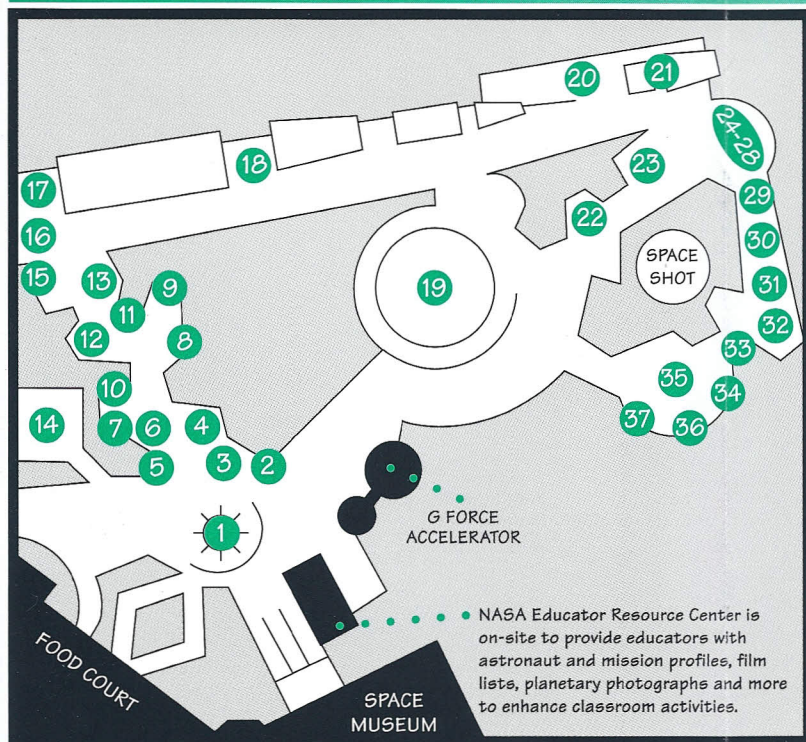 20
21
24-28
18
23
17
29
22
16
30
SPACE
SHOT
15
13
9
19
31
11
12
8
32
33
10
35
34
14
7
6
4
37
36
5
3
2
1
G FORCE
ACCELERATOR
NASA Educator Resource Center is
on-site to provide educators with
astronaut and mission profiles, film
lists, planetary photographs and more
to enhance classroom activities.
FOOD COURT
SPACE
MUSEUM